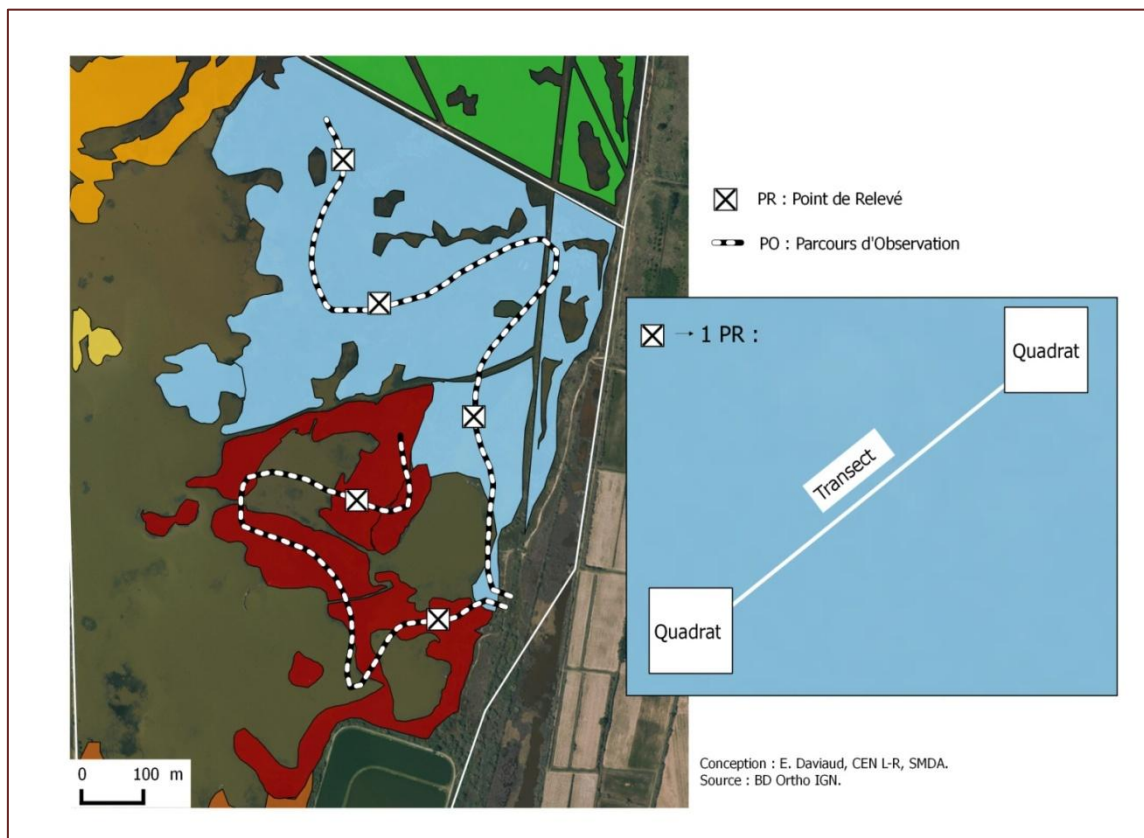 PR : Point de Relevé
PO : Parcours d'Observation
→ 1 PR :
Quadrat
Transect
Quadrat
0 100 m
Conception : E. Daviaud, CEN L-R, SMDA.
Source : BD Ortho IGN.